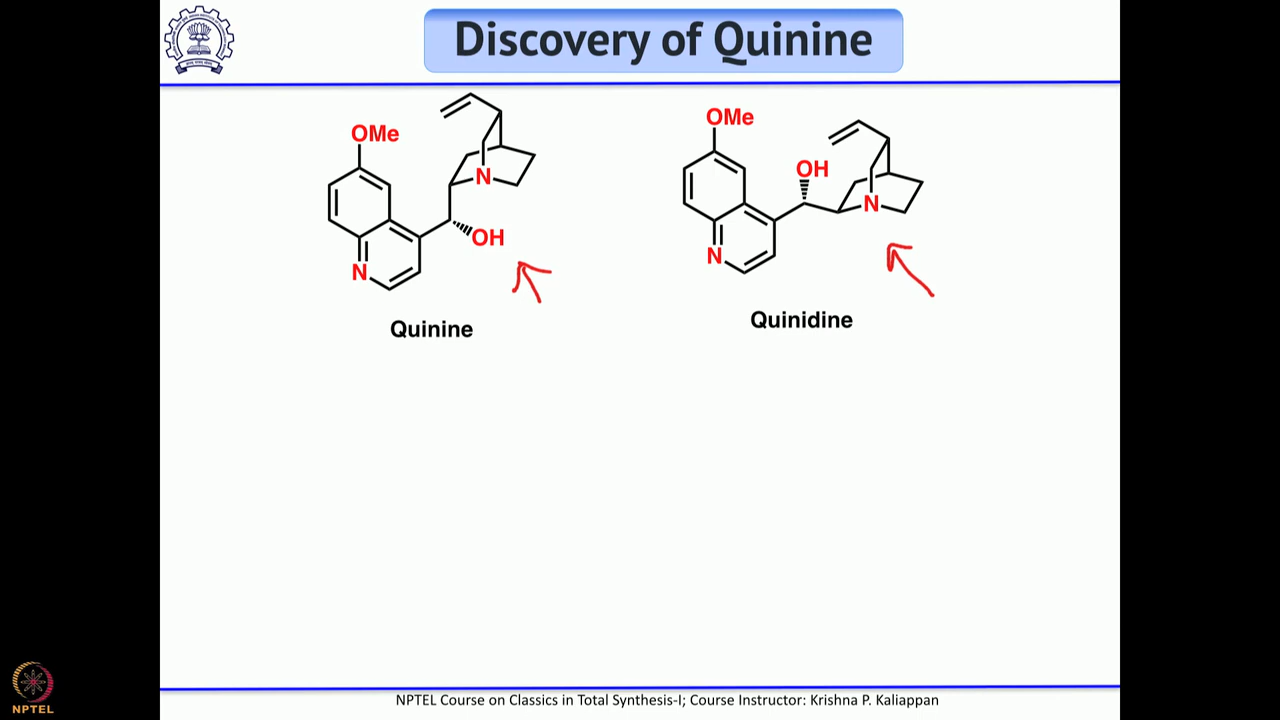 Discovery of Quinine
OMe
N
OH
N
Quinine
OMe
OH
N
N
Quinidine
NPTEL
NPTEL Course on Classics in Total Synthesis-I; Course Instructor: Krishna P. Kaliappan